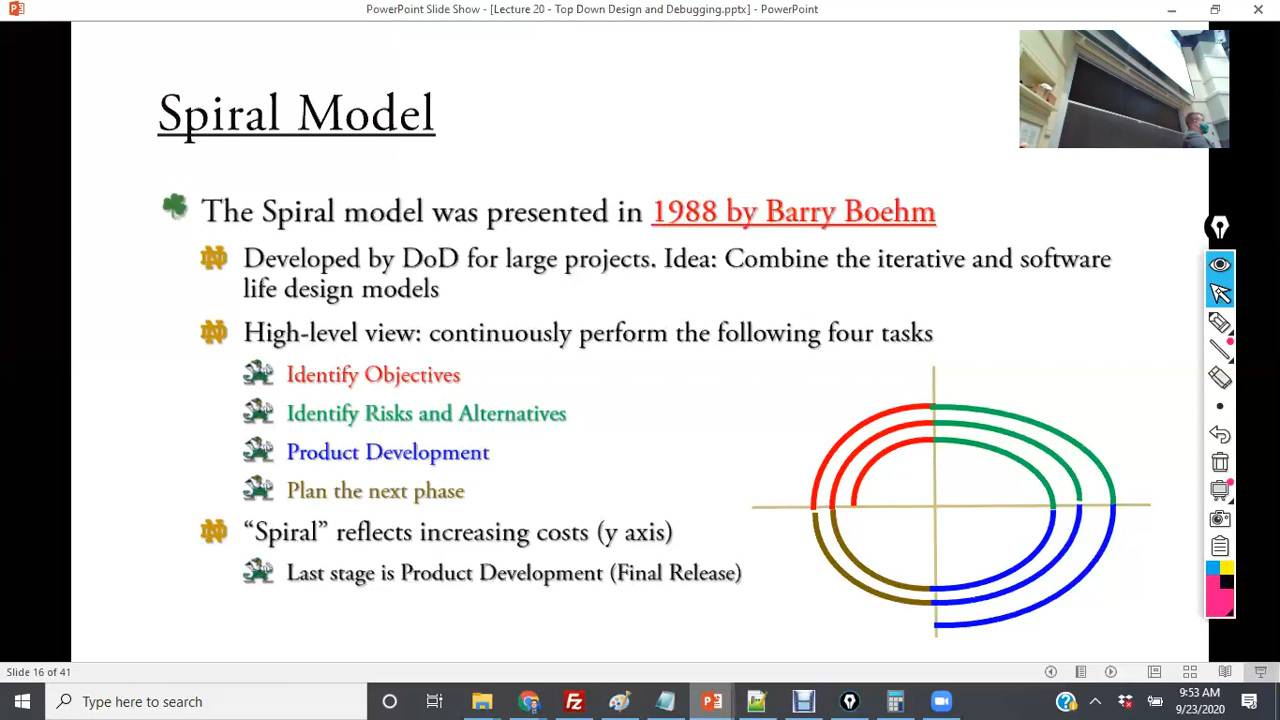 PowerPoint Slide Show - [Lecture 20 - Top Down Design and Debugging.pptx] - PowerPoint
Spiral Model
The Spiral model was presented in 1988 by Barry Boehm
Developed by DoD for large projects. Idea: Combine the iterative and software
life design models
High-level view: continuously perform the following four tasks
Identify Objectives
Identify Risks and Alternatives
Product Development
Plan the next phase
“Spiral” reflects increasing costs (y axis)
Last stage is Product Development (Final Release)
Slide 16 of 41
Type here to search
9:53 AM
9/23/2020